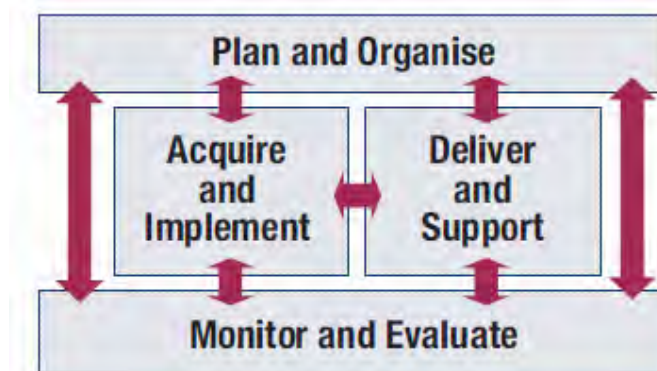 Plan and Organise
Acquire
and
Implement
Deliver
and
Support
Monitor and Evaluate